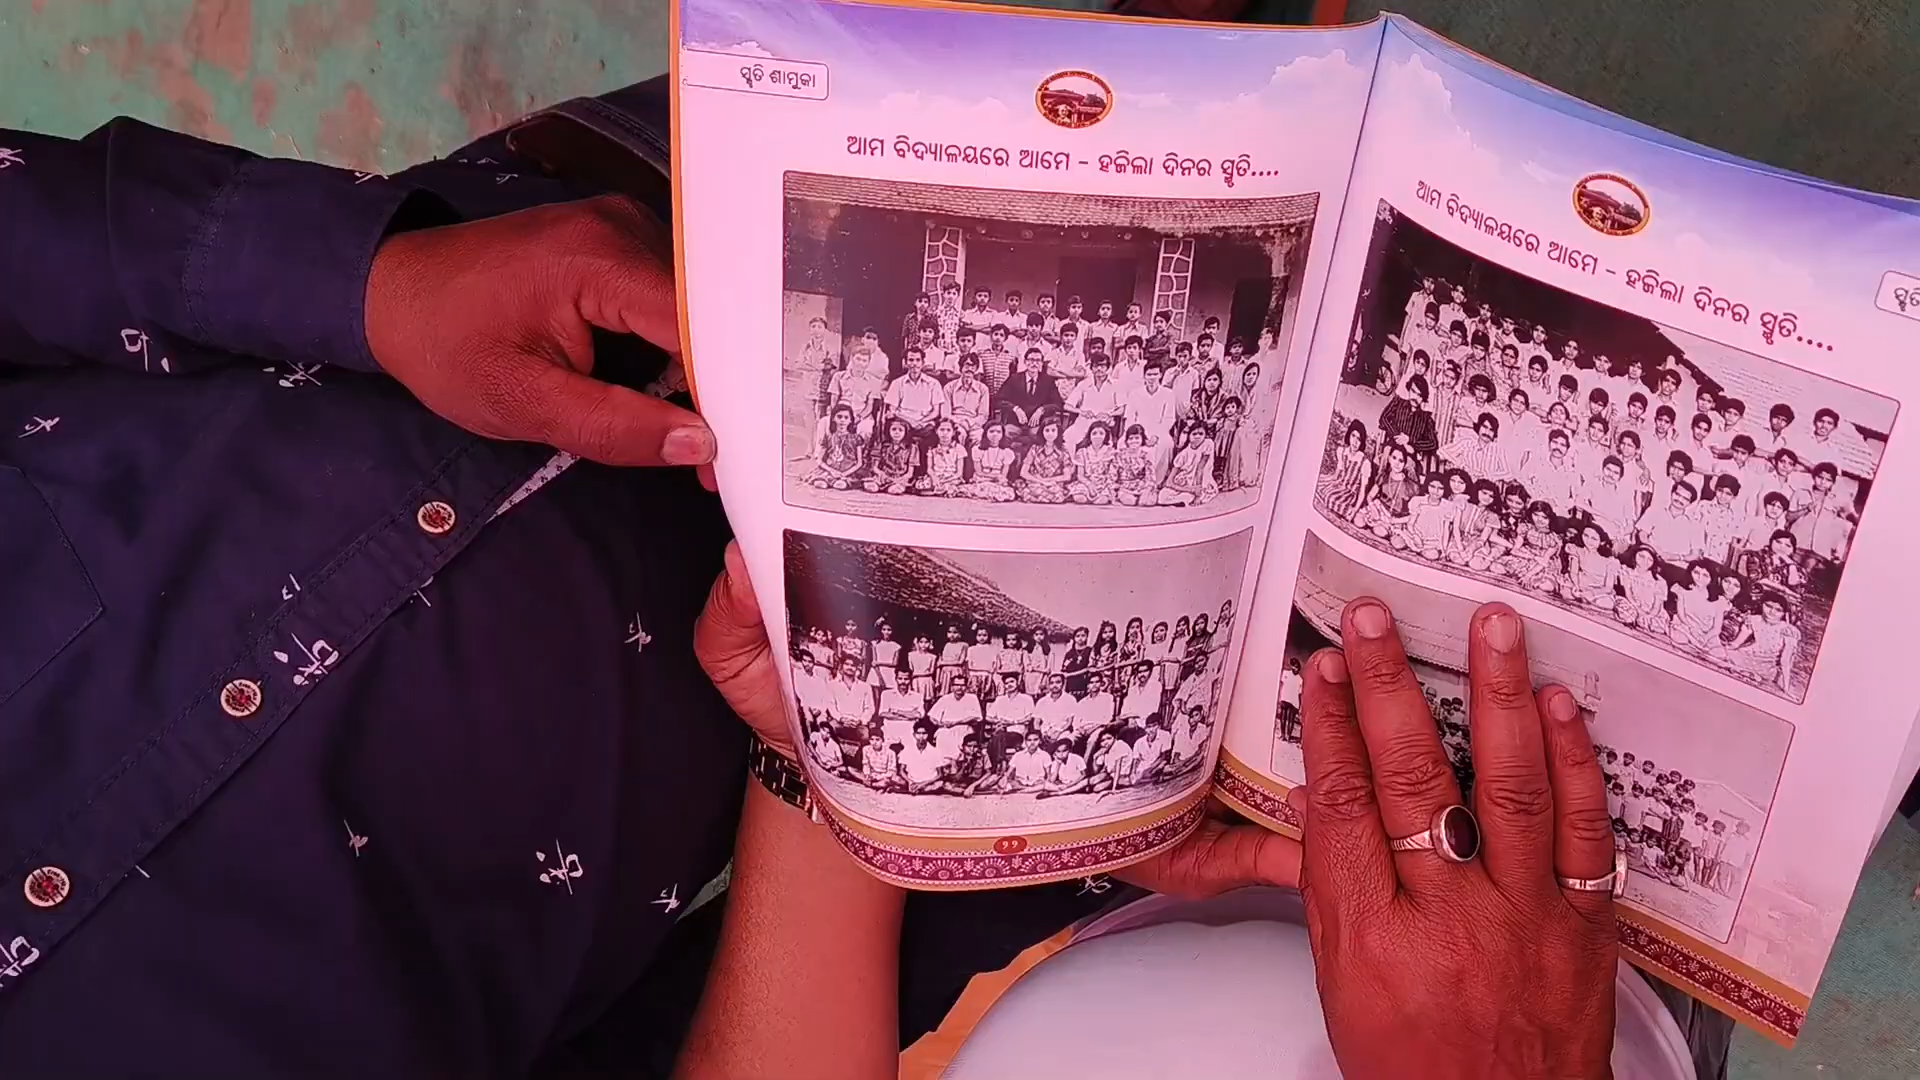 ସ୍ମୃତି ଶାମୁକା
ଆମ ବିଦ୍ୟାଳୟରେ ଆମେ - ହଜିଲା ଦିନର ସ୍ମୃତି....
୨୨
ଆମ ବିଦ୍ୟାଳୟରେ ଆମେ - ହଜିଲା ଦିନର ସ୍ମୃତି....